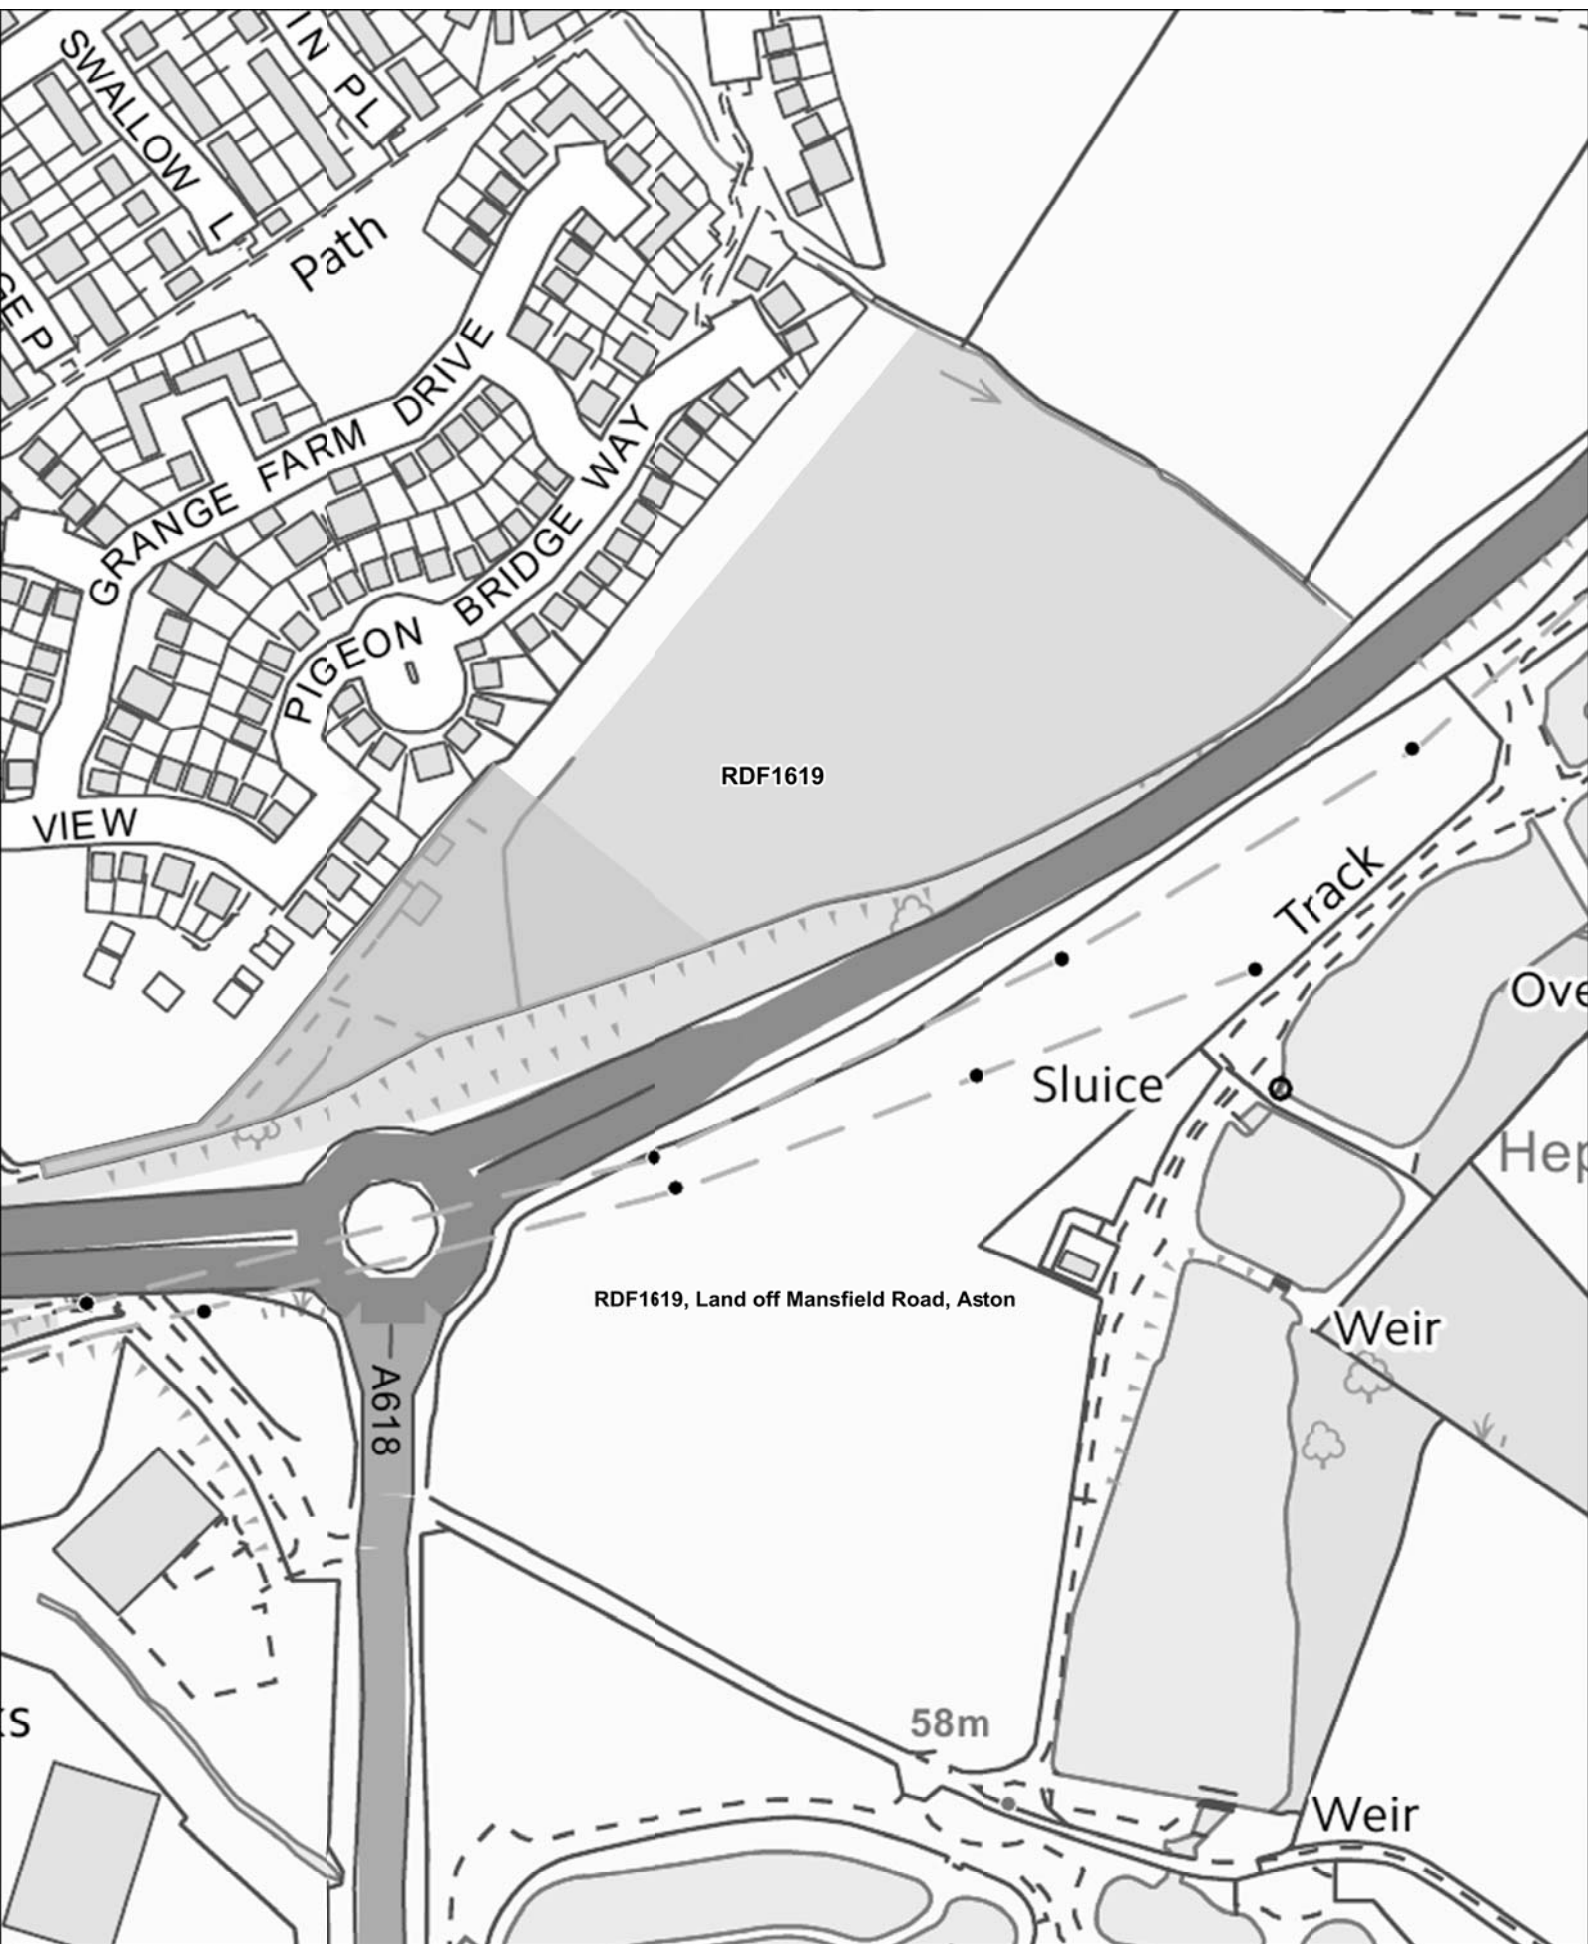 SWALLOW L
IN PL
GE P
Path
GRANGE FARM DRIVE
PIGEON BRIDGE WAY
VIEW
RDF1619
Track
Ove
Sluice
Hep
RDF1619, Land off Mansfield Road, Aston
Weir
A618
ks
58m
Weir